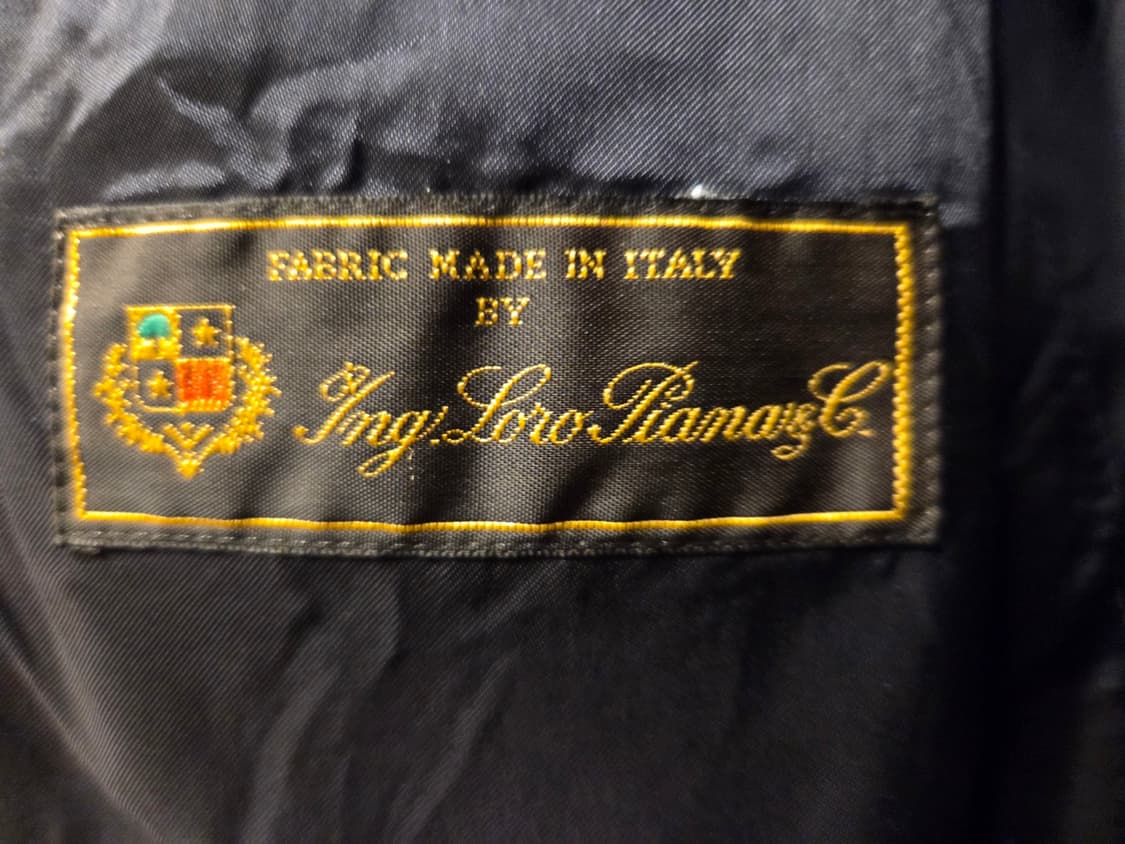 FABRIC MADE IN ITALY
BY
Ing. Loro Piana & C.